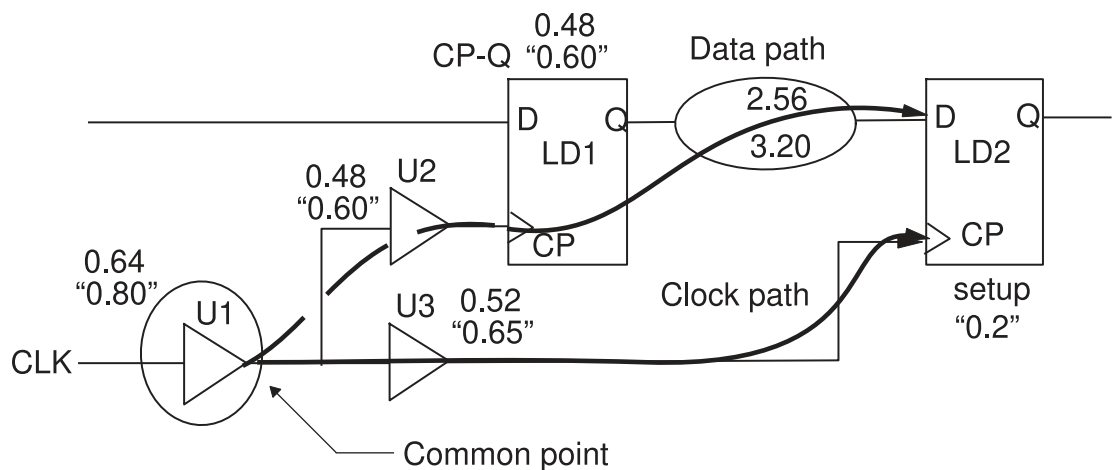 0.48
CP-Q “0.60”
Data path
D Q
LD1
CP
2.56
3.20
D Q
LD2
CP
U2
0.48
“0.60”
0.64
“0.80”
U1
U3
0.52
“0.65”
Clock path
setup
“0.2”
CLK
Common point